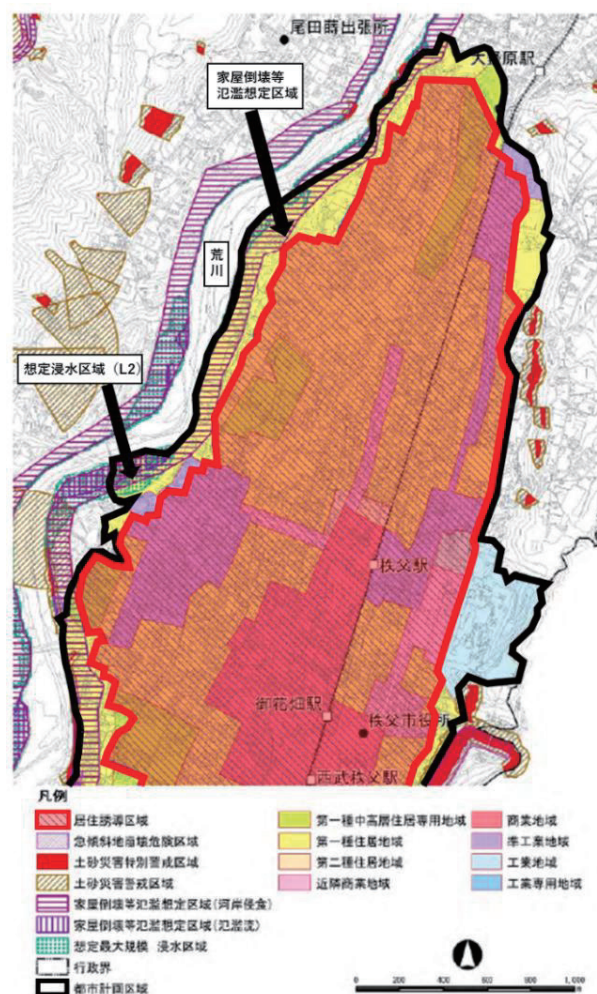 尾田蒔出張所
大野原駅
家屋倒壊等
氾濫想定区域
荒川
想定浸水区域（L2）
秩父駅
御花畑駅
秩父市役所
西武秩父駅
凡例
居住誘導区域
急傾斜地崩壊危険区域
土砂災害特別警戒区域
土砂災害警戒区域
家屋倒壊等氾濫想定区域(河岸侵食)
家屋倒壊等氾濫想定区域(氾濫流)
想定最大規模 浸水区域
行政界
都市計画区域
第一種中高層住居専用地域
第一種住居地域
第二種住居地域
近隣商業地域
商業地域
準工業地域
工業地域
工業専用地域
0 200 400 600 800 1,000